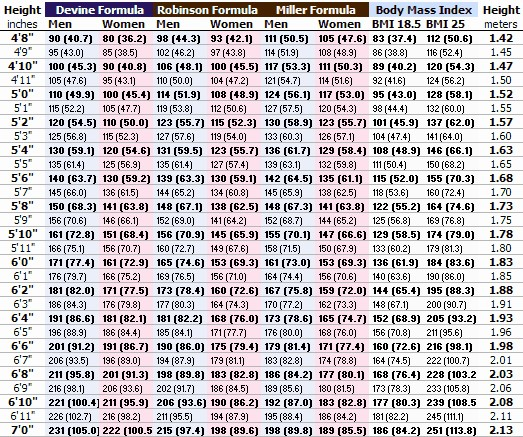 Height Devine Formula Robinson Formula Miller Formula Body Mass Index Height
inches Men Women Men Women Men Women BMI 18.5 BMI 25 meters
4'8" 90 (40.7) 80 (36.2) 98 (44.3) 93 (42.1) 111 (50.5) 105 (47.6) 83 (37.4) 112 (50.6) 1.42
4'9" 95 (43.0) 85 (38.5) 102 (46.2) 97 (43.8) 114 (51.9) 108 (48.9) 86 (38.8) 116 (52.4) 1.45
4'10" 100 (45.3) 90 (40.8) 106 (48.1) 100 (45.5) 117 (53.3) 111 (50.3) 89 (40.2) 120 (54.3) 1.47
4'11" 105 (47.6) 95 (43.1) 110 (50.0) 104 (47.2) 121 (54.7) 114 (51.6) 92 (41.6) 124 (56.2) 1.50
5'0" 110 (49.9) 100 (45.4) 114 (51.9) 108 (48.9) 124 (56.1) 117 (53.0) 95 (43.0) 128 (58.1) 1.52
5'1" 115 (52.2) 105 (47.7) 119 (53.8) 112 (50.6) 127 (57.5) 120 (54.3) 98 (44.4) 132 (60.0) 1.55
5'2" 120 (54.5) 110 (50.0) 123 (55.7) 115 (52.3) 130 (58.9) 123 (55.7) 101 (45.9) 137 (62.0) 1.57
5'3" 125 (56.8) 115 (52.3) 127 (57.6) 119 (54.0) 133 (60.3) 126 (57.1) 104 (47.4) 141 (64.0) 1.60
5'4" 130 (59.1) 120 (54.6) 131 (59.5) 123 (55.7) 136 (61.7) 129 (58.4) 108 (48.9) 146 (66.1) 1.63
5'5" 135 (61.4) 125 (56.9) 135 (61.4) 127 (57.4) 139 (63.1) 132 (59.8) 111 (50.4) 150 (68.2) 1.65
5'6" 140 (63.7) 130 (59.2) 139 (63.3) 130 (59.1) 142 (64.5) 135 (61.1) 115 (52.0) 155 (70.3) 1.68
5'7" 145 (66.0) 136 (61.5) 144 (65.2) 134 (60.8) 145 (65.9) 138 (62.5) 118 (53.6) 160 (72.4) 1.70
5'8" 150 (68.3) 141 (63.8) 148 (67.1) 138 (62.5) 148 (67.3) 141 (63.8) 122 (55.2) 164 (74.6) 1.73
5'9" 156 (70.6) 146 (66.1) 152 (69.0) 141 (64.2) 152 (68.7) 144 (65.2) 125 (56.8) 169 (76.8) 1.75
5'10" 161 (72.8) 151 (68.4) 156 (70.9) 145 (65.9) 155 (70.1) 147 (66.6) 129 (58.5) 174 (79.0) 1.78
5'11" 166 (75.1) 156 (70.7) 160 (72.7) 149 (67.6) 158 (71.5) 150 (67.9) 133 (60.2) 179 (81.3) 1.80
6'0" 171 (77.4) 161 (72.9) 165 (74.6) 153 (69.3) 161 (73.0) 153 (69.3) 136 (61.9) 184 (83.6) 1.83
6'1" 176 (79.7) 166 (75.2) 169 (76.5) 156 (71.0) 164 (74.4) 156 (70.6) 140 (63.6) 190 (86.0) 1.85
6'2" 181 (82.0) 171 (77.5) 173 (78.4) 160 (72.6) 167 (75.8) 159 (72.0) 144 (65.4) 195 (88.3) 1.88
6'3" 186 (84.3) 176 (79.8) 177 (80.3) 164 (74.3) 170 (77.2) 162 (73.3) 148 (67.1) 200 (90.7) 1.91
6'4" 191 (86.6) 182 (81.1) 181 (82.2) 168 (76.0) 173 (78.6) 165 (74.7) 152 (68.9) 205 (93.2) 1.93
6'5" 196 (88.9) 186 (84.4) 185 (84.1) 171 (77.7) 176 (80.0) 168 (76.0) 156 (70.8) 211 (95.6) 1.96
6'6" 201 (91.2) 191 (86.7) 190 (86.0) 175 (79.4) 179 (81.4) 171 (77.4) 160 (72.6) 216 (98.1) 1.98
6'7" 206 (93.5) 196 (89.0) 194 (87.9) 179 (81.1) 183 (82.8) 174 (78.8) 164 (74.5) 222 (100.7) 2.01
6'8" 211 (95.8) 201 (91.3) 198 (89.8) 183 (82.8) 186 (84.2) 177 (80.1) 168 (76.4) 228 (103.2 2.03
6'9" 216 (98.1) 206 (93.6) 202 (91.7) 186 (84.5) 189 (85.6) 180 (81.5) 173 (78.3) 233 (105.8 2.06
6'10" 221 (100.4) 211 (95.9) 206 (93.6) 190 (86.2) 192 (87.0) 183 (82.8) 177 (80.3) 239 (108.5 2.08
6'11" 226 (102.7) 216 (98.2) 211 (95.5) 194 (87.9) 195 (88.4) 186 (84.2) 181 (82.2) 245 (111.1) 2.11
7'0" 231 (105.0) 222 (100.5 215 (97.4) 198 (89.6) 198 (89.8) 189 (85.5) 186 (84.2) 251 (113.8) 2.13